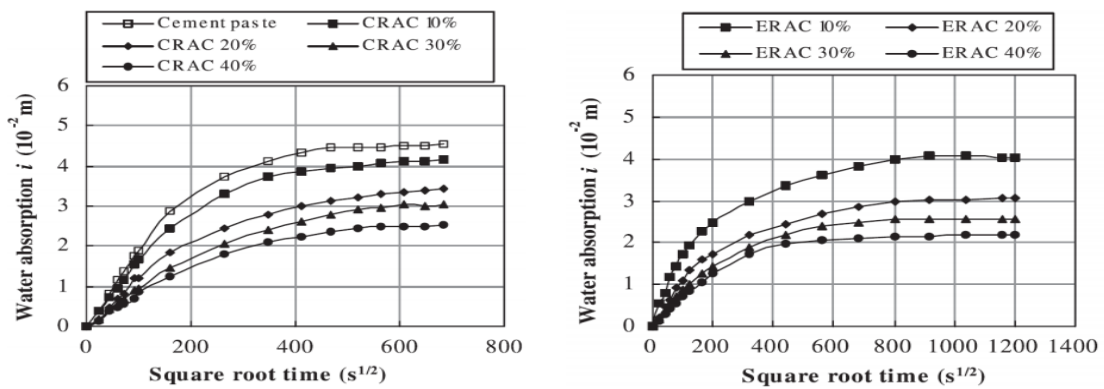 Cement paste CRAC 10%
CRAC 20% CRAC 30%
CRAC 40%
6
5
4
3
2
1
0
0 200 400 600 800
Water absorption i (10⁻² m)
Square root time (s¹/²)
ERAC 10% ERAC 20%
ERAC 30% ERAC 40%
6
5
4
3
2
1
0
0 200 400 600 800 1000 1200 1400
Water absorption i (10⁻² m)
Square root time (s¹/²)